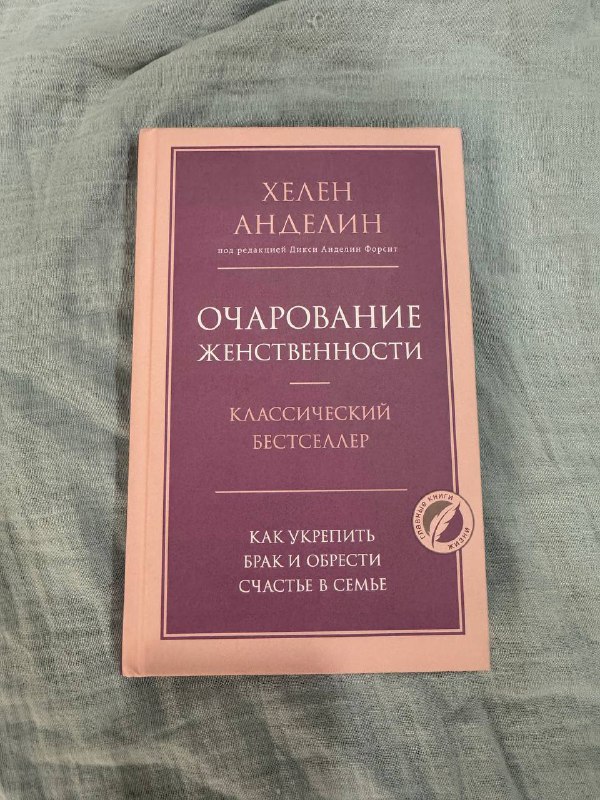 ХЕЛЕН
АНДЕЛИН
под редакцией Дикси Анделин Форсит
ОЧАРОВАНИЕ
ЖЕНСТВЕННОСТИ
КЛАССИЧЕСКИЙ
БЕСТСЕЛЛЕР
главные книги
жизни
КАК УКРЕПИТЬ
БРАК И ОБРЕСТИ
СЧАСТЬЕ В СЕМЬЕ